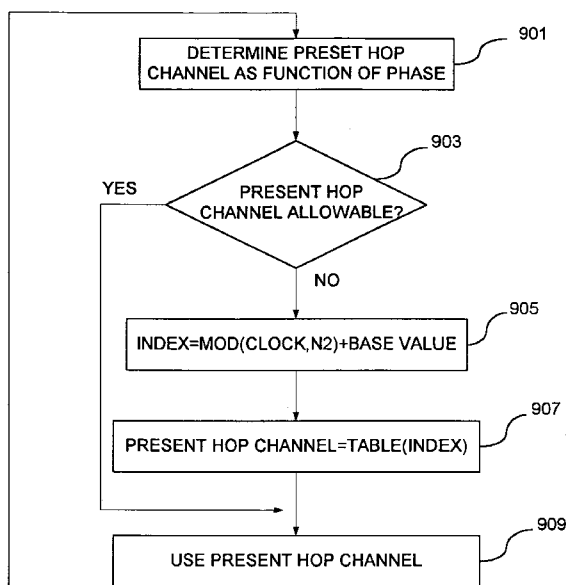 DETERMINE PRESET HOP
CHANNEL AS FUNCTION OF PHASE
901
903
PRESENT HOP
CHANNEL ALLOWABLE?
YES
NO
905
INDEX=MOD(CLOCK,N2)+BASE VALUE
907
PRESENT HOP CHANNEL=TABLE(INDEX)
909
USE PRESENT HOP CHANNEL